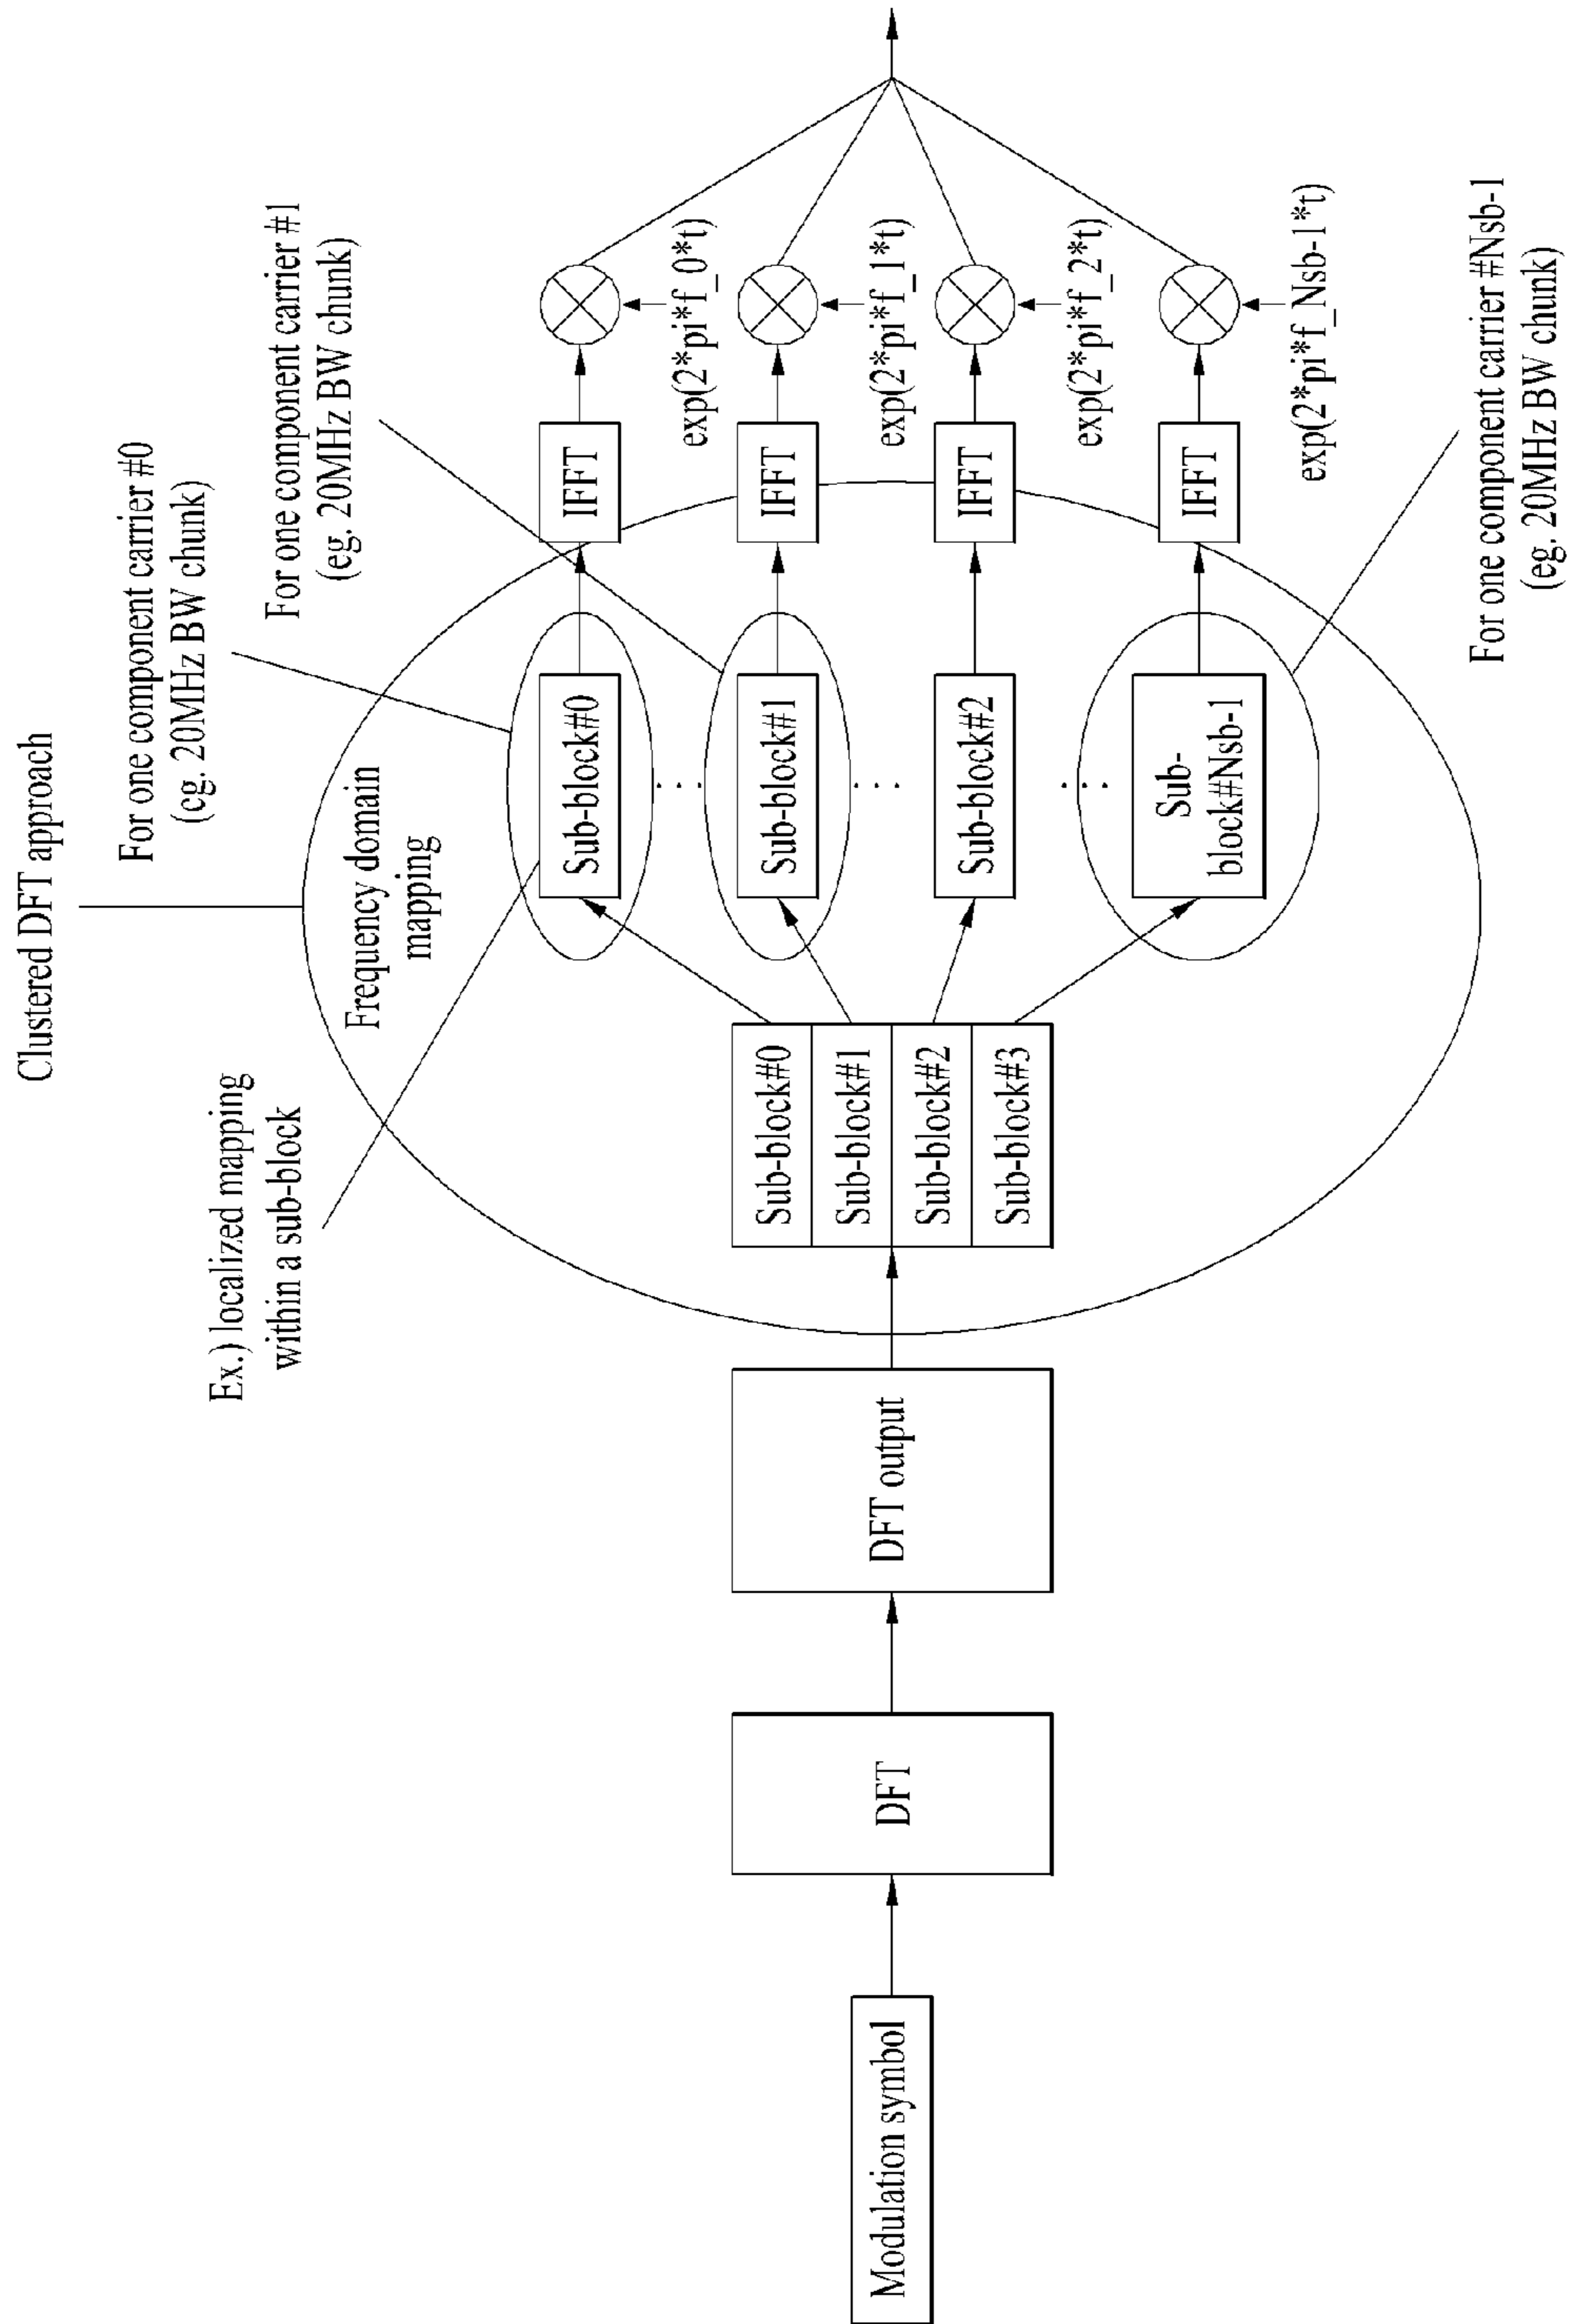 Clustered DFT approach
For one component carrier #0
(eg. 20MHz BW chunk)
For one component carrier #1
(eg. 20MHz BW chunk)
Ex.) localized mapping
within a sub-block
Frequency domain
mapping
Modulation symbol
DFT
DFT output
Sub-block#0
Sub-block#1
Sub-block#2
Sub-block#3
Sub-block#0
...
Sub-block#1
...
Sub-block#2
...
Sub-
block#Nsb-1
IFFT
IFFT
IFFT
IFFT
exp(2*pi*f_0*t)
exp(2*pi*f_1*t)
exp(2*pi*f_2*t)
exp(2*pi*f_Nsb-1*t)
For one component carrier #Nsb-1
(eg. 20MHz BW chunk)